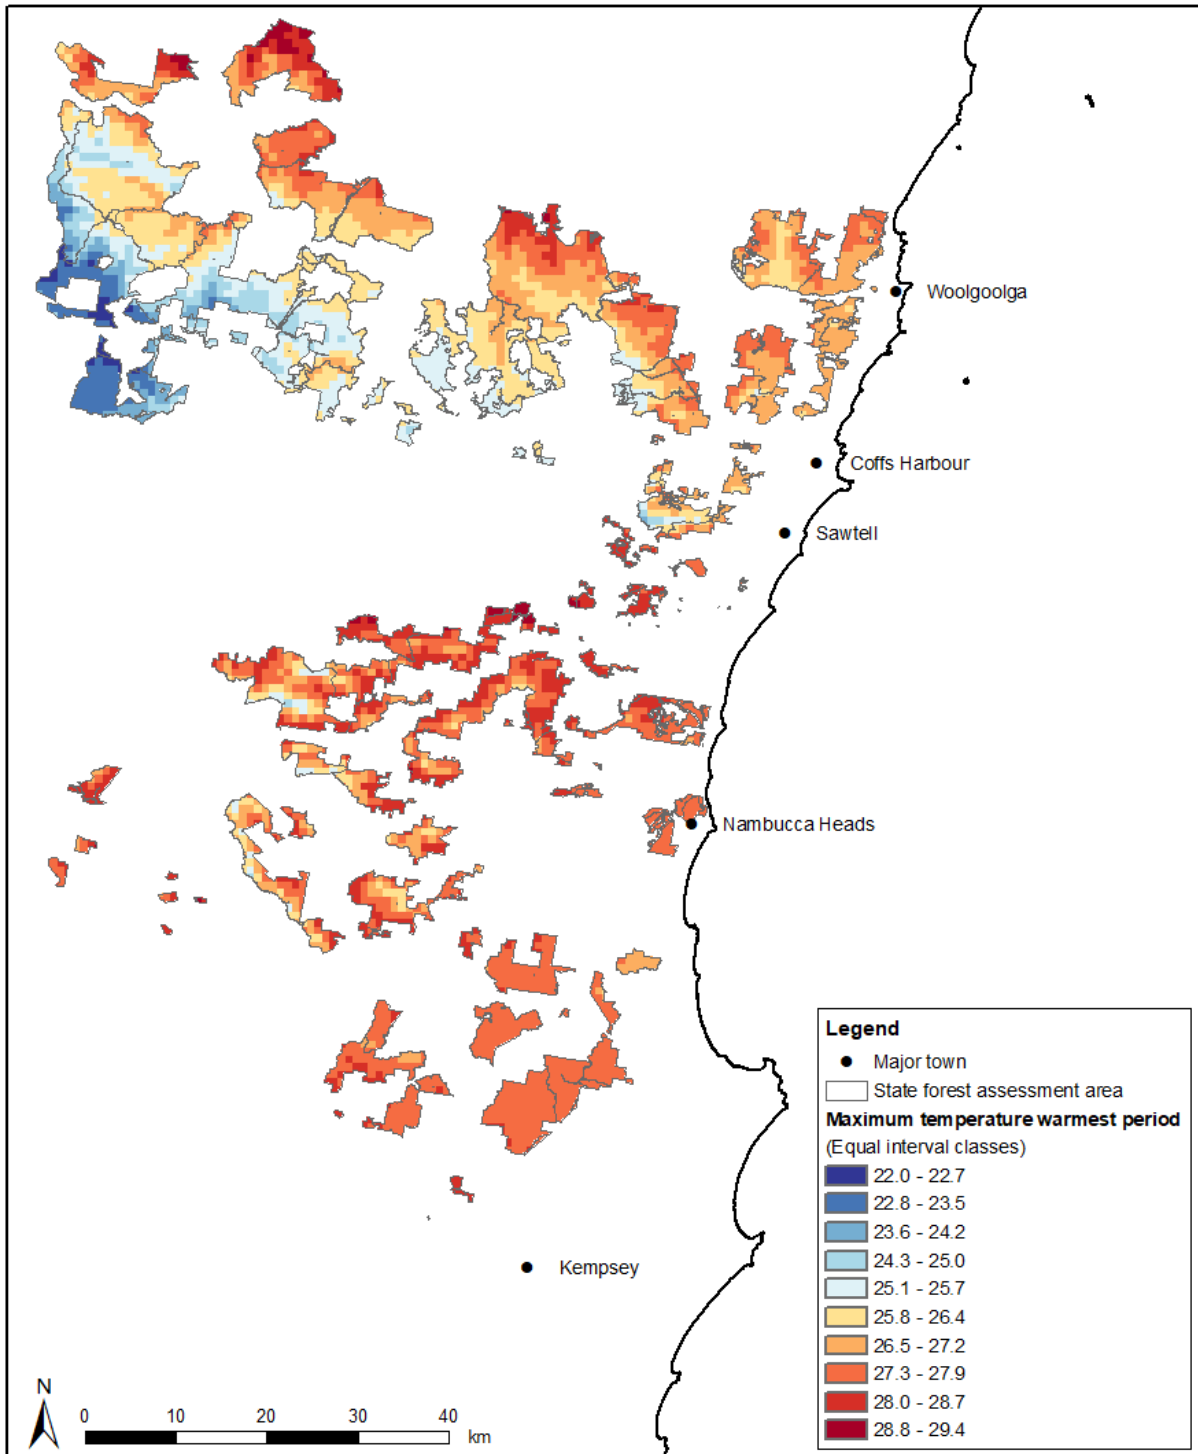 Woolgoolga
Coffs Harbour
Sawtell
Nambucca Heads
Kempsey
Legend
Major town
State forest assessment area
Maximum temperature warmest period
(Equal interval classes)
22.0 - 22.7
22.8 - 23.5
23.6 - 24.2
24.3 - 25.0
25.1 - 25.7
25.8 - 26.4
26.5 - 27.2
27.3 - 27.9
28.0 - 28.7
28.8 - 29.4
N
0 10 20 30 40
km